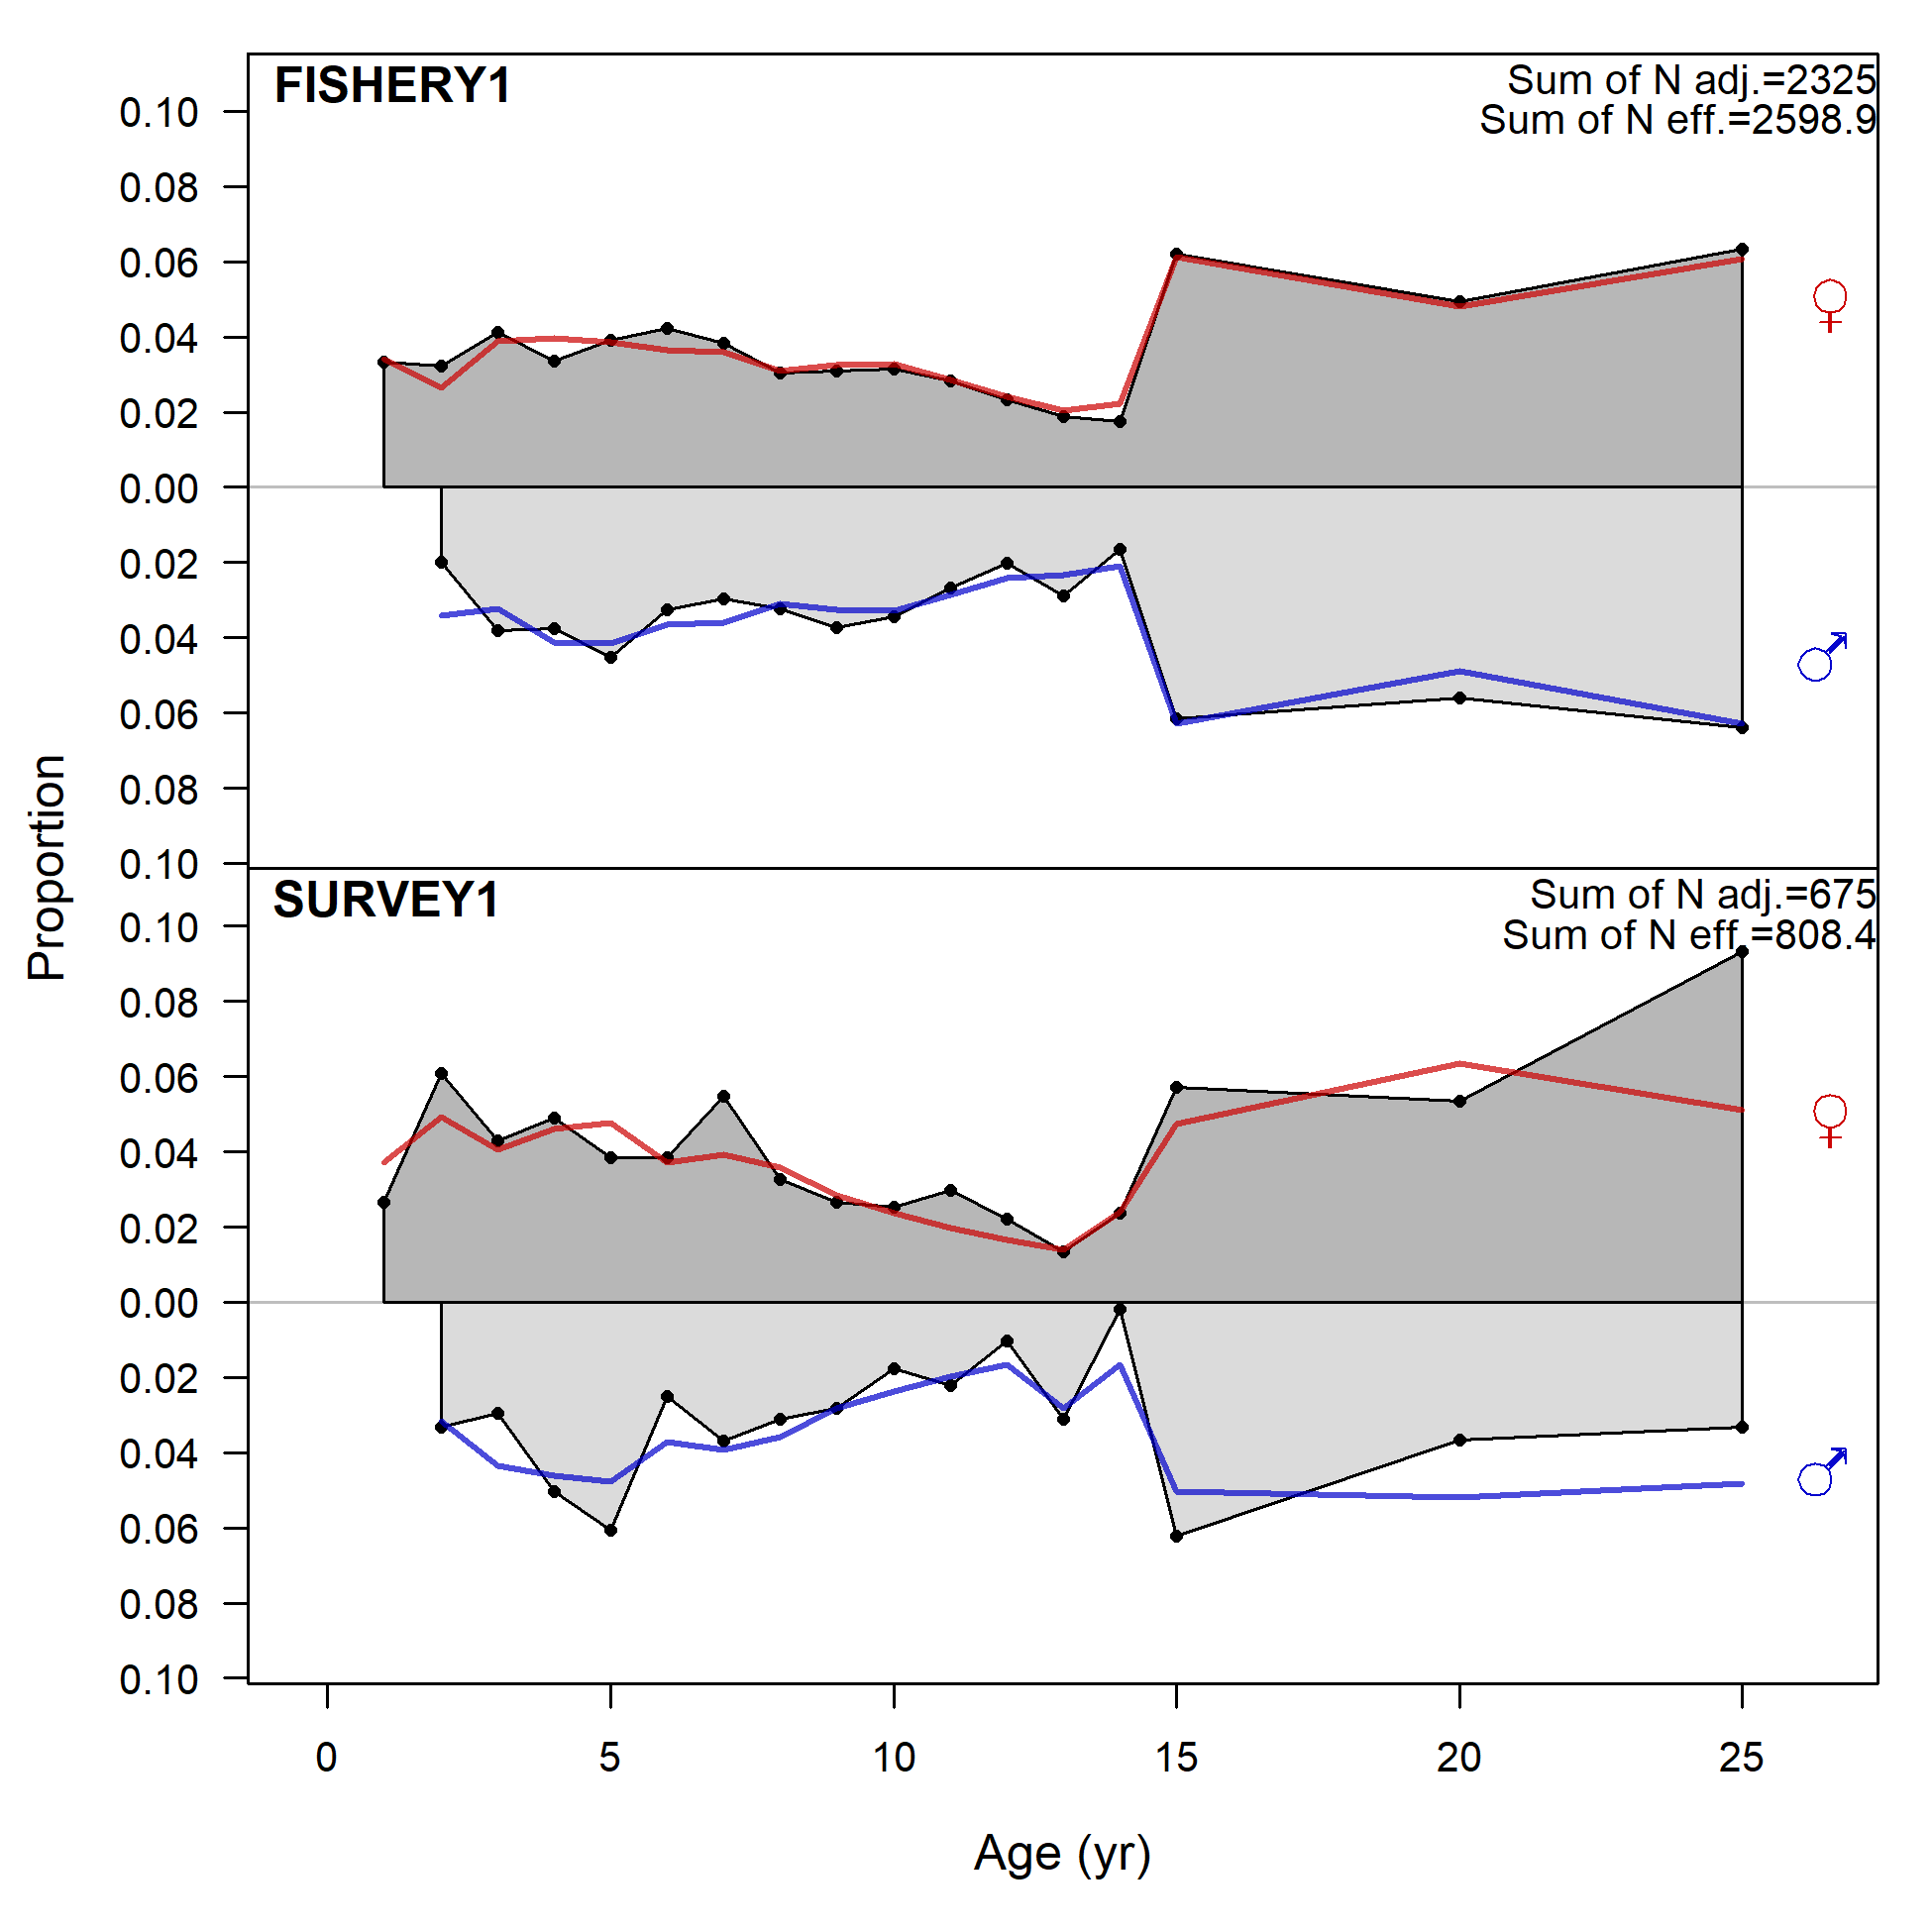 FISHERY1
Sum of N adj.=2325
Sum of N eff.=2598.9
0.10
0.08
0.06
0.04
0.02
0.00
0.02
0.04
0.06
0.08
0.10
♀
♂
SURVEY1
Sum of N adj.=675
Sum of N eff.=808.4
0.10
0.08
0.06
0.04
0.02
0.00
0.02
0.04
0.06
0.08
0.10
♀
♂
Proportion
0 5 10 15 20 25
Age (yr)